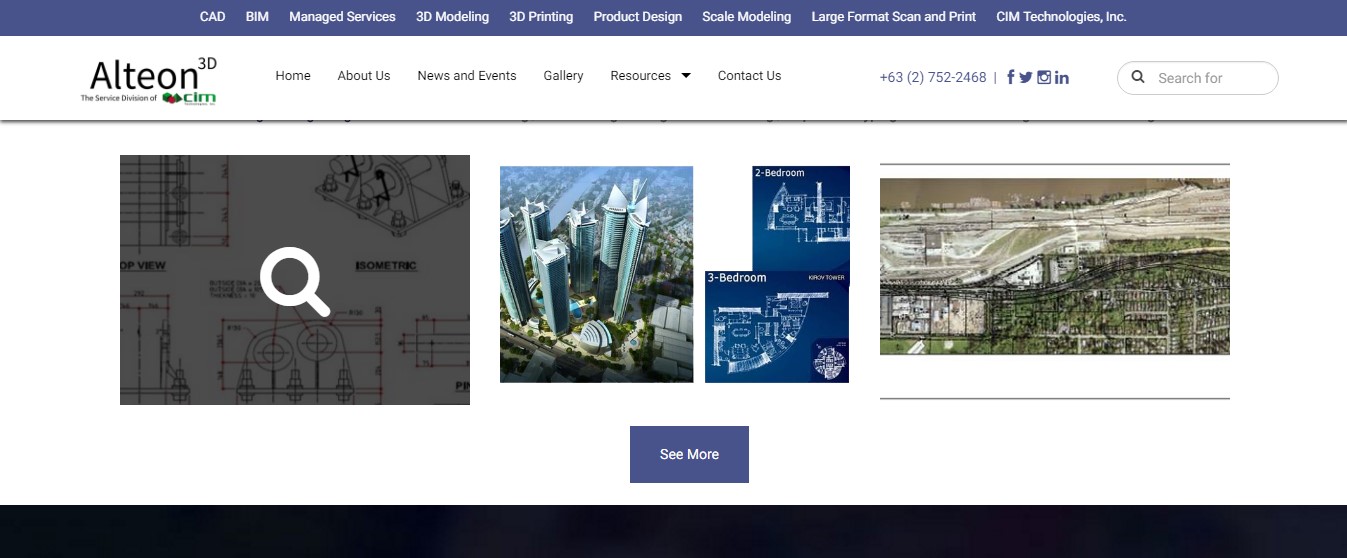 CAD BIM Managed Services 3D Modeling 3D Printing Product Design Scale Modeling Large Format Scan and Print CIM Technologies, Inc.
Alteon 3D
The Service Division of cim
Home About Us News and Events Gallery Resources Contact Us
+63 (2) 752-2468 |
Search for
OP VIEW
ISOMETRIC
2-Bedroom
3-Bedroom
KIROV TOWER
See More